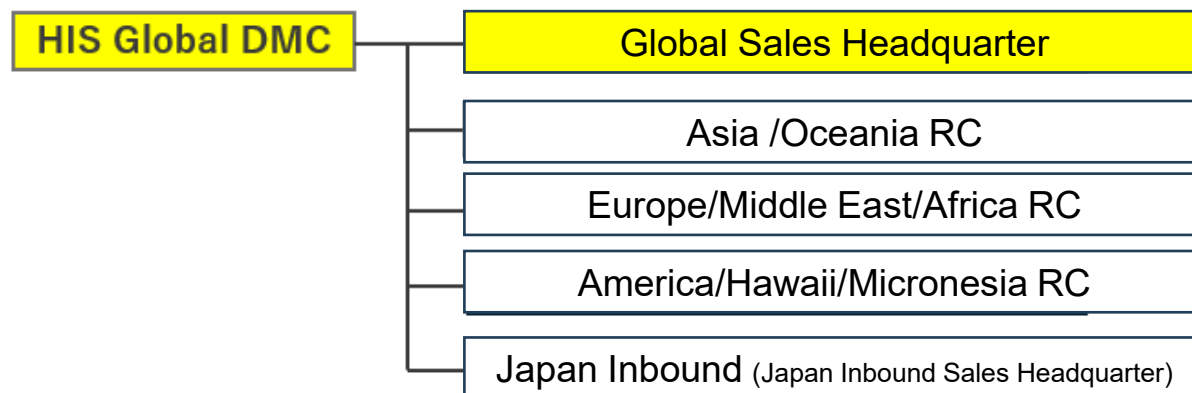 HIS Global DMC
Global Sales Headquarter
Asia /Oceania RC
Europe/Middle East/Africa RC
America/Hawaii/Micronesia RC
Japan Inbound (Japan Inbound Sales Headquarter)